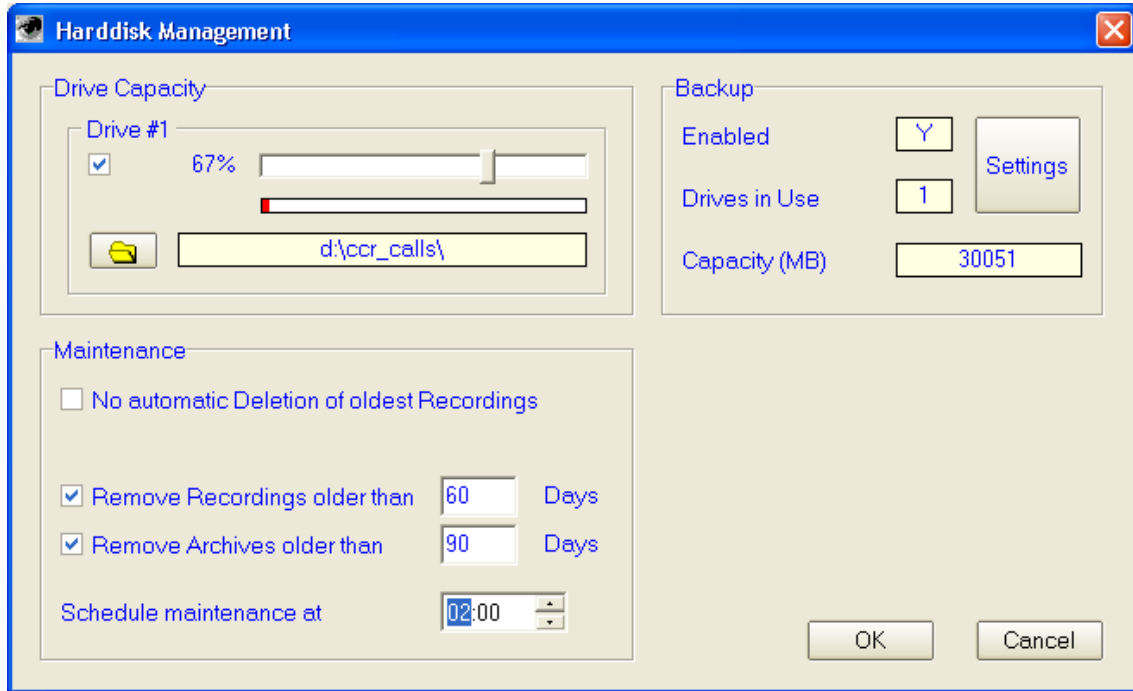 Harddisk Management
Drive Capacity
Drive #1
67%
d:\ccr_calls\
Backup
Enabled Y
Settings
Drives in Use 1
Capacity (MB) 30051
Maintenance
No automatic Deletion of oldest Recordings
Remove Recordings older than 60 Days
Remove Archives older than 90 Days
Schedule maintenance at 02:00
OK Cancel